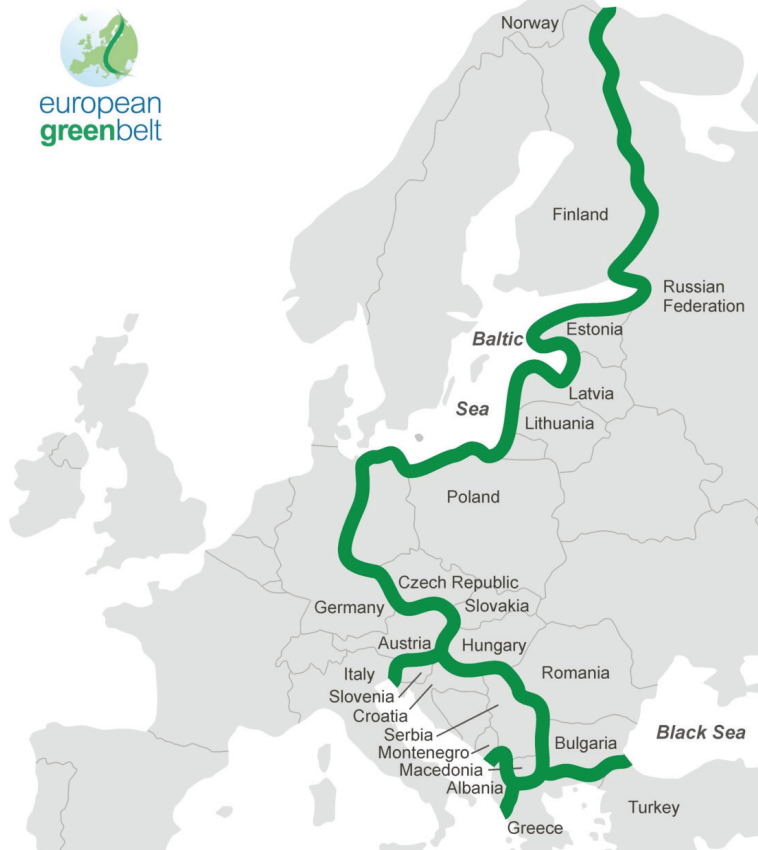 european
greenbelt
Norway
Finland
Russian
Federation
Baltic
Estonia
Sea
Latvia
Lithuania
Poland
Czech Republic
Germany
Slovakia
Austria
Hungary
Italy
Romania
Slovenia
Croatia
Serbia
Black Sea
Bulgaria
Montenegro
Macedonia
Albania
Turkey
Greece